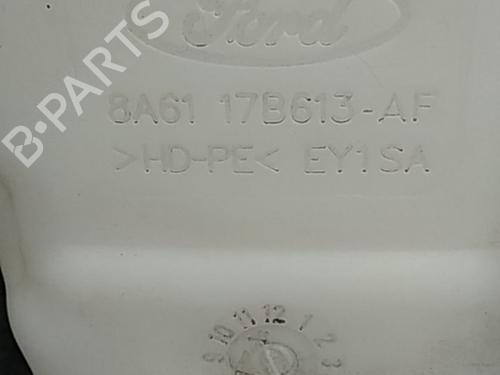 Ford
8A61 17B613-AF
>HD-PE< EY1SA
B-PARTS
9 10 11 12 1 2 3